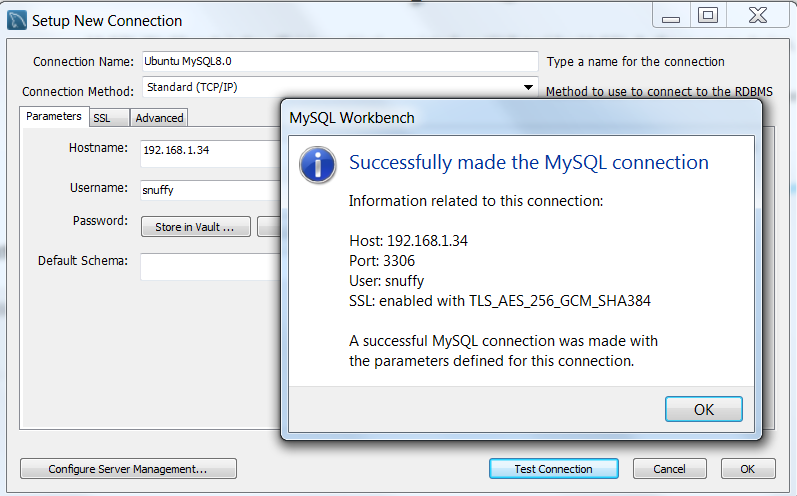 Setup New Connection
Connection Name: Ubuntu MySQL8.0 Type a name for the connection
Connection Method: Standard (TCP/IP) Method to use to connect to the RDBMS
Parameters SSL Advanced
MySQL Workbench
Hostname: 192.168.1.34
Username: snuffy
Password: Store in Vault ...
Default Schema:
Successfully made the MySQL connection
Information related to this connection:
Host: 192.168.1.34
Port: 3306
User: snuffy
SSL: enabled with TLS_AES_256_GCM_SHA384
A successful MySQL connection was made with
the parameters defined for this connection.
OK
Configure Server Management... Test Connection Cancel OK